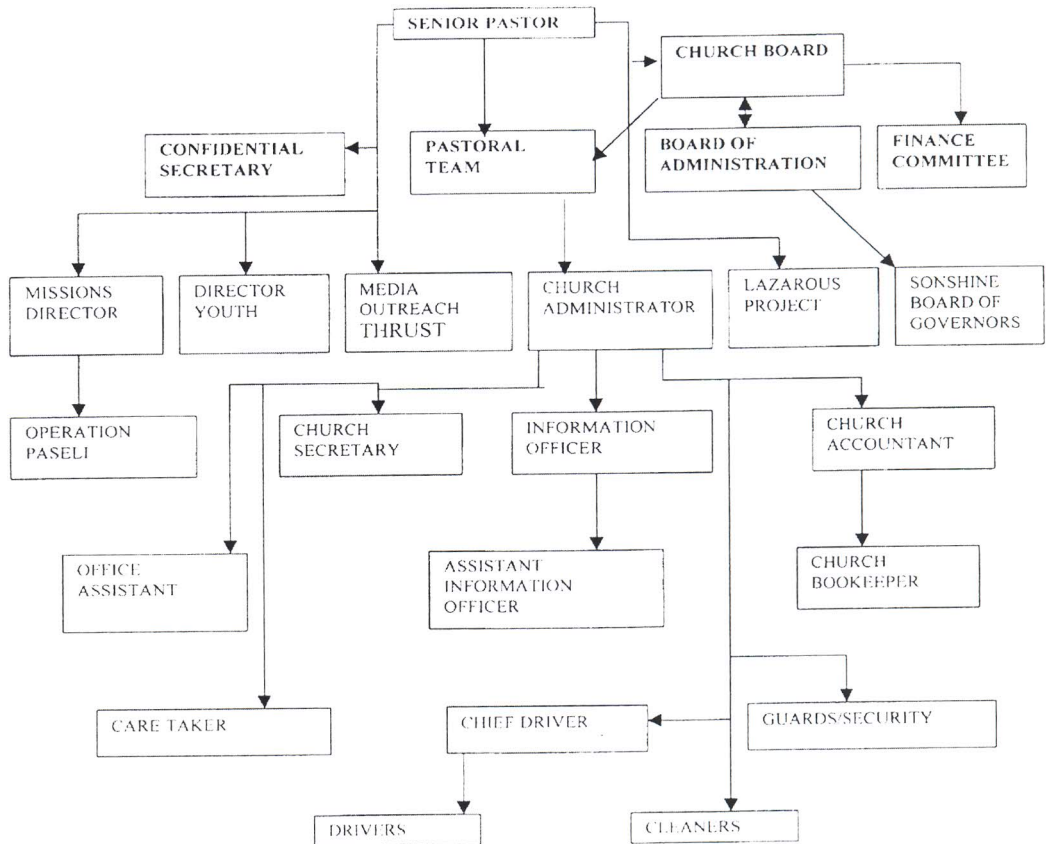 SENIOR PASTOR
CHURCH BOARD
CONFIDENTIAL
SECRETARY
PASTORAL
TEAM
BOARD OF
ADMINISTRATION
FINANCE
COMMITTEE
MISSIONS
DIRECTOR
DIRECTOR
YOUTH
MEDIA
OUTREACH
THRUST
CHURCH
ADMINISTRATOR
LAZAROUS
PROJECT
SONSHINE
BOARD OF
GOVERNORS
OPERATION
PASELI
CHURCH
SECRETARY
INFORMATION
OFFICER
CHURCH
ACCOUNTANT
OFFICE
ASSISTANT
ASSISTANT
INFORMATION
OFFICER
CHURCH
BOOKEEPER
CARE TAKER
CHIEF DRIVER
GUARDS/SECURITY
DRIVERS
CLEANERS